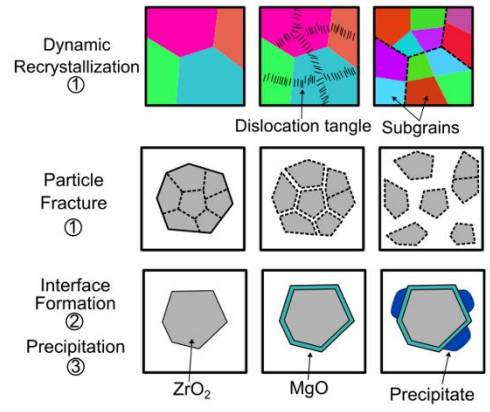 Dynamic
Recrystallization
①
Dislocation tangle
Subgrains
Particle
Fracture
①
Interface
Formation
②
Precipitation
③
ZrO₂
MgO
Precipitate